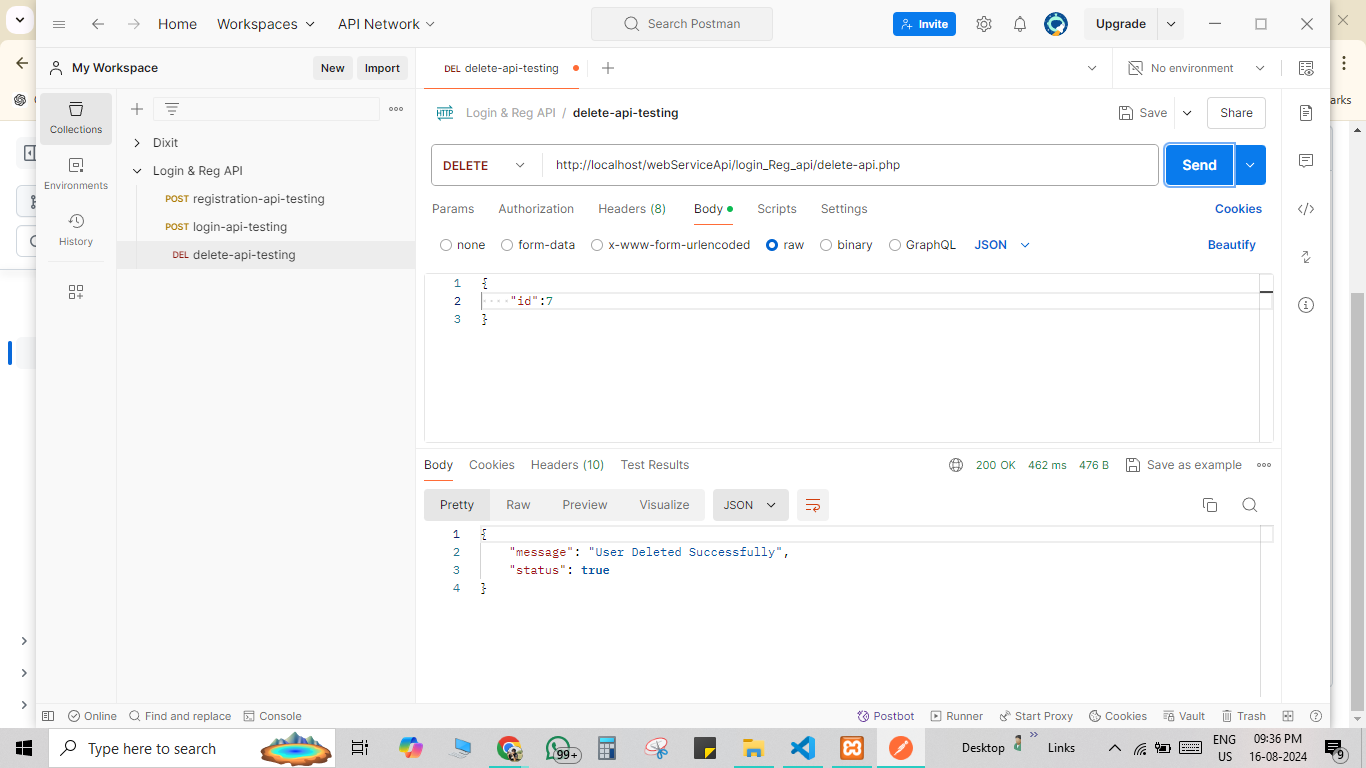 Home
Workspaces
API Network
Search Postman
Invite
Upgrade
My Workspace
New
Import
DEL delete-api-testing
No environment
arks
Collections
Environments
History
Dixit
Login & Reg API
POST registration-api-testing
POST login-api-testing
DEL delete-api-testing
HTTP Login & Reg API / delete-api-testing
Save
Share
DELETE
http://localhost/webServiceApi/login_Reg_api/delete-api.php
Send
Params
Authorization
Headers (8)
Body
Scripts
Settings
Cookies
none
form-data
x-www-form-urlencoded
raw
binary
GraphQL
JSON
Beautify
1 {
2 "id":7
3 }
Body
Cookies
Headers (10)
Test Results
200 OK
462 ms
476 B
Save as example
Pretty
Raw
Preview
Visualize
JSON
1 {
2 "message": "User Deleted Successfully",
3 "status": true
4 }
Online
Find and replace
Console
Postbot
Runner
Start Proxy
Cookies
Vault
Trash
Type here to search
99+
Desktop
Links
ENG
US
09:36 PM
16-08-2024
9